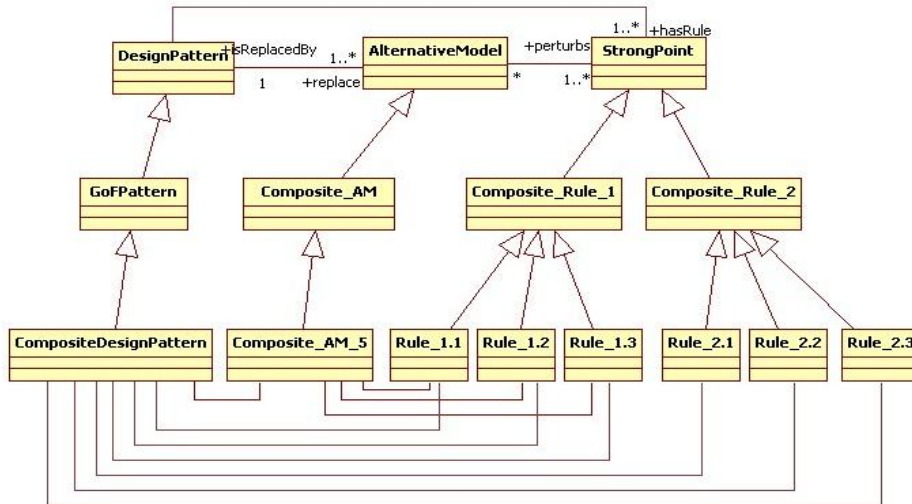 1..* +hasRule
DesignPattern +isReplacedBy 1..* AlternativeModel +perturbs StrongPoint
1 +replace * 1..*
GoFPattern Composite_AM Composite_Rule_1 Composite_Rule_2
CompositeDesignPattern Composite_AM_5 Rule_1.1 Rule_1.2 Rule_1.3 Rule_2.1 Rule_2.2 Rule_2.3